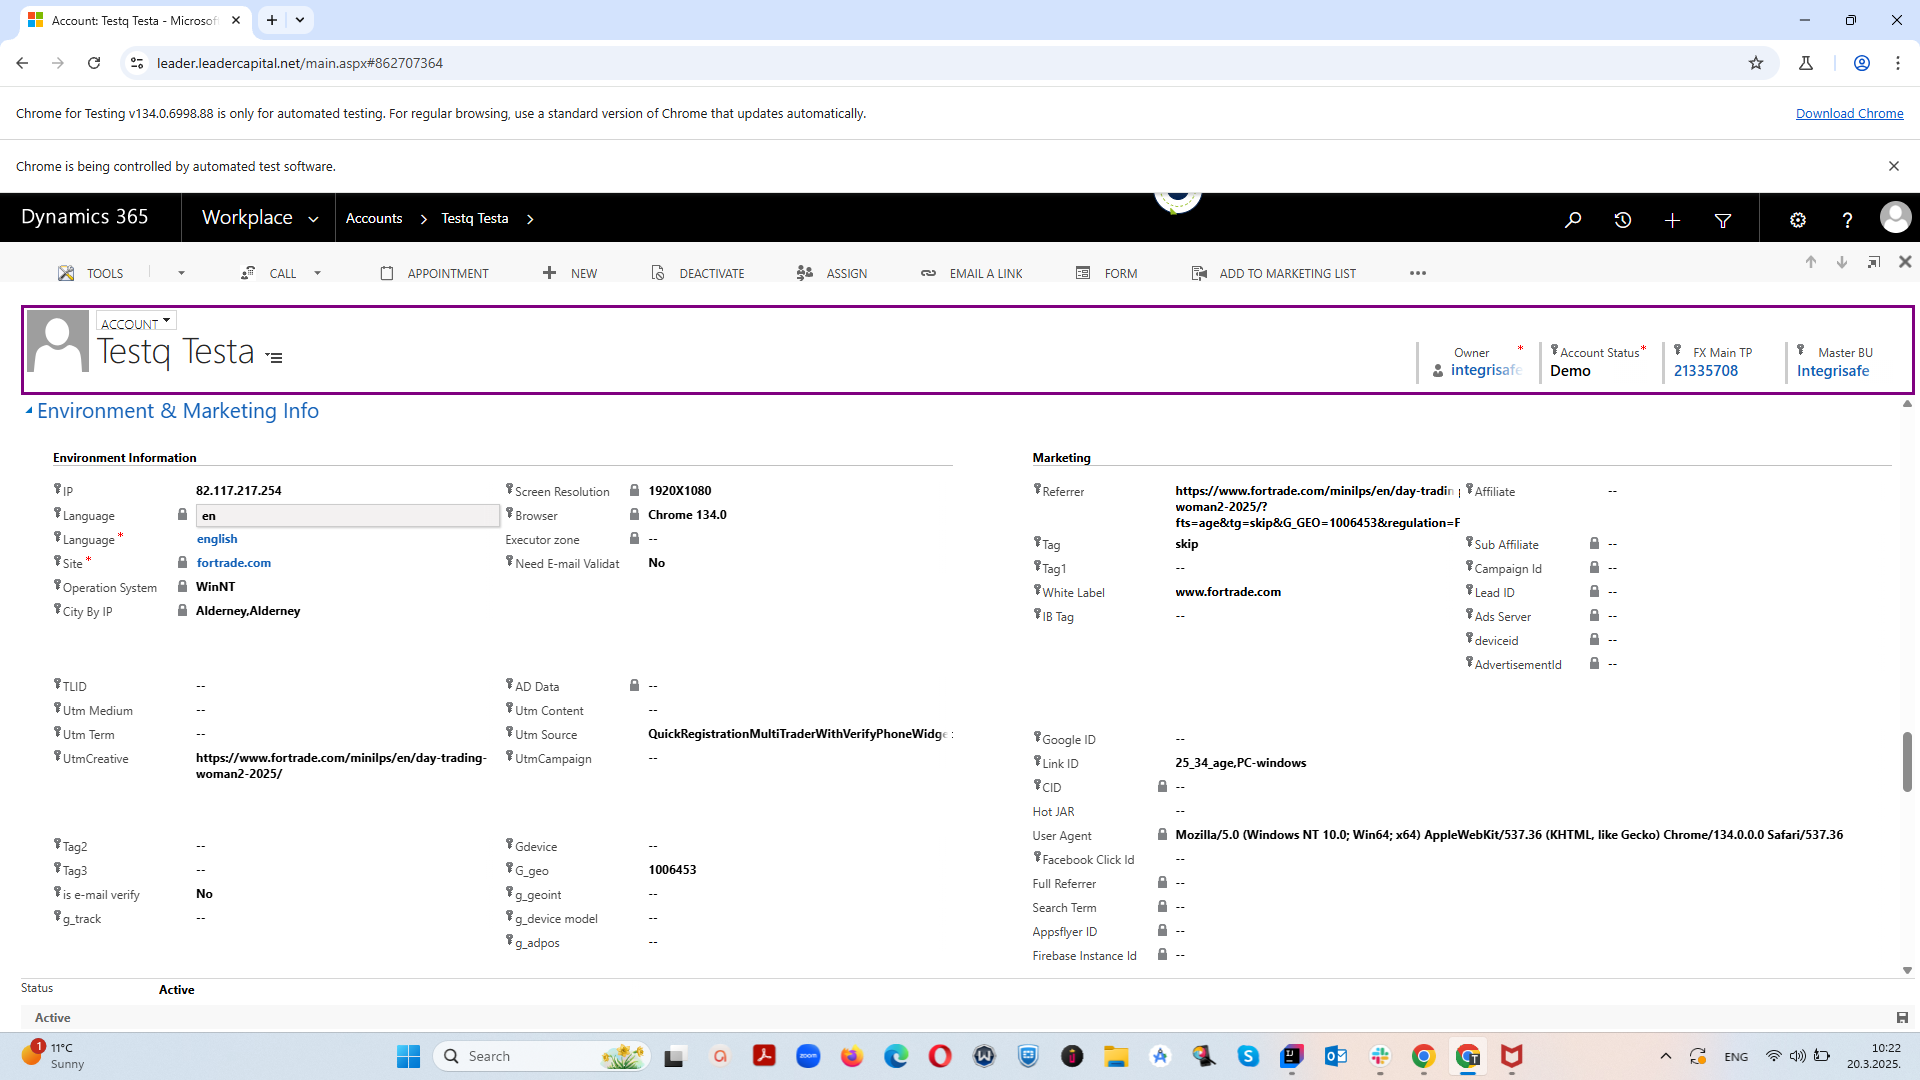 Account: Testq Testa - Microsof
leader.leadercapital.net/main.aspx#862707364
Chrome for Testing v134.0.6998.88 is only for automated testing. For regular browsing, use a standard version of Chrome that updates automatically.
Download Chrome
Chrome is being controlled by automated test software.
Dynamics 365
Workplace
Accounts
Testq Testa
TOOLS
CALL
APPOINTMENT
NEW
DEACTIVATE
ASSIGN
EMAIL A LINK
FORM
ADD TO MARKETING LIST
ACCOUNT
Testq Testa
Owner *
integrisafe
Account Status *
Demo
FX Main TP
21335708
Master BU
Integrisafe
Environment & Marketing Info
Environment Information
IP 82.117.217.254
Language en
Language * english
Site * fortrade.com
Operation System WinNT
City By IP Alderney,Alderney
Screen Resolution 1920X1080
Browser Chrome 134.0
Executor zone --
Need E-mail Validat No
TLID --
Utm Medium --
Utm Term --
UtmCreative https://www.fortrade.com/minilps/en/day-trading-
woman2-2025/
AD Data --
Utm Content --
Utm Source QuickRegistrationMultiTraderWithVerifyPhoneWidge
UtmCampaign --
Tag2 --
Tag3 --
is e-mail verify No
g_track --
Gdevice --
G_geo 1006453
g_geoint --
g_device model --
g_adpos --
Marketing
Referrer https://www.fortrade.com/minilps/en/day-tradin
woman2-2025/?
fts=age&tg=skip&G_GEO=1006453&regulation=F
Tag skip
Tag1 --
White Label www.fortrade.com
IB Tag --
Affiliate --
Sub Affiliate --
Campaign Id --
Lead ID --
Ads Server --
deviceid --
AdvertisementId --
Google ID --
Link ID 25_34_age,PC-windows
CID --
Hot JAR --
User Agent Mozilla/5.0 (Windows NT 10.0; Win64; x64) AppleWebKit/537.36 (KHTML, like Gecko) Chrome/134.0.0.0 Safari/537.36
Facebook Click Id --
Full Referrer --
Search Term --
Appsflyer ID --
Firebase Instance Id --
Status Active
Active
1
11°C
Sunny
Search
zoom
ENG
10:22
20.3.2025.